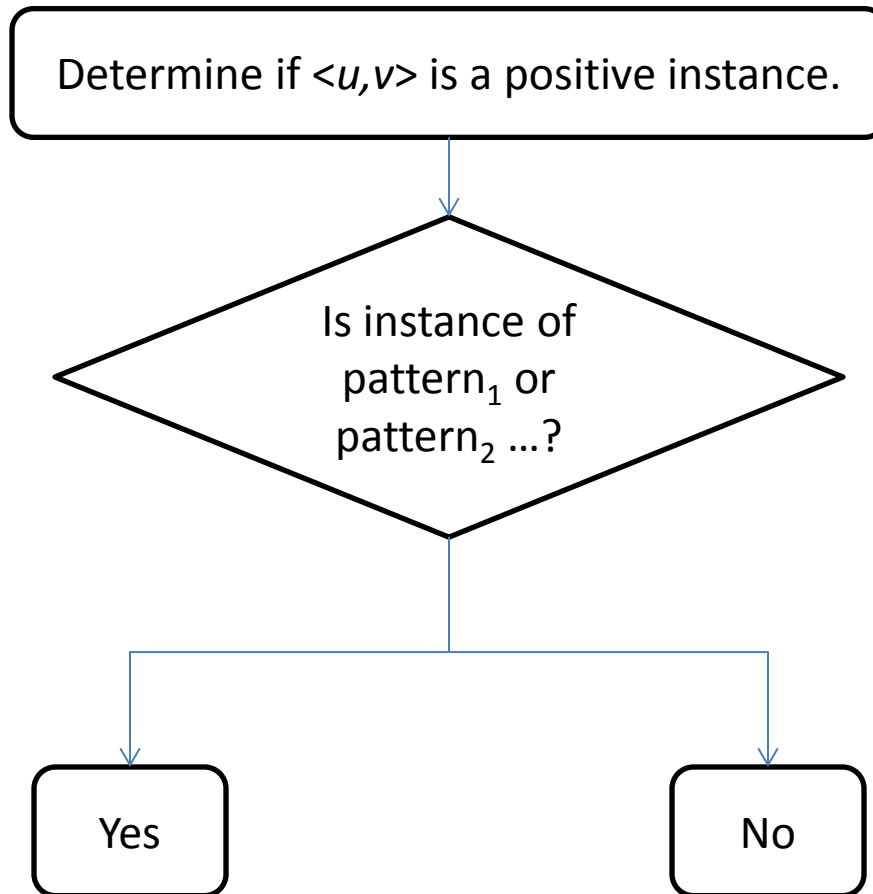 Determine if <u,v> is a positive instance.
Is instance of
pattern₁ or
pattern₂ …?
Yes
No